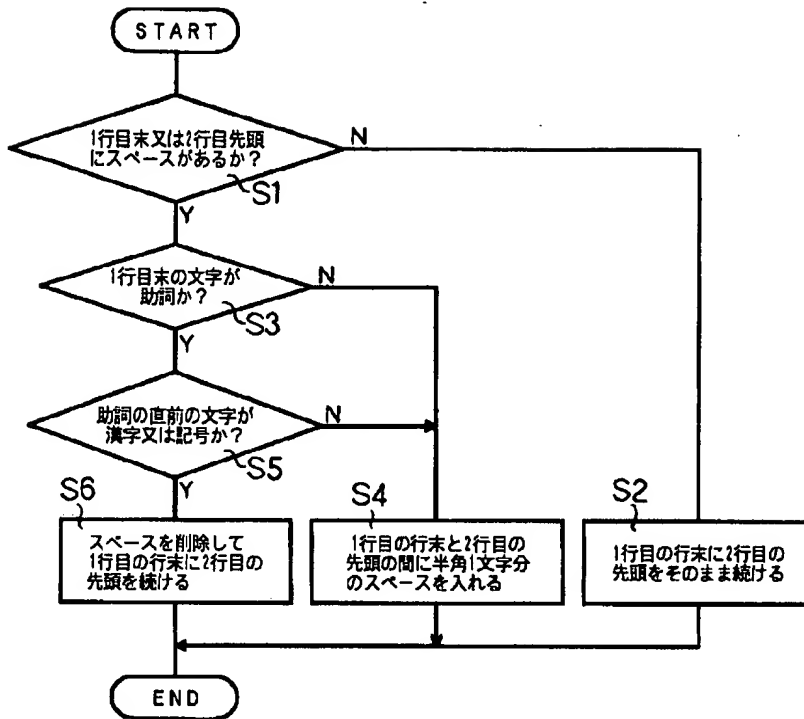 START
1行目末又は2行目先頭
にスペースがあるか?
N
S1
Y
1行目末の文字が
助詞か?
N
S3
Y
助詞の直前の文字が
漢字又は記号か?
N
S5
Y
S6
スペースを削除して
1行目の行末に2行目の
先頭を続ける
S4
1行目の行末と2行目の
先頭の間に半角1文字分
のスペースを入れる
S2
1行目の行末に2行目の
先頭をそのまま続ける
END